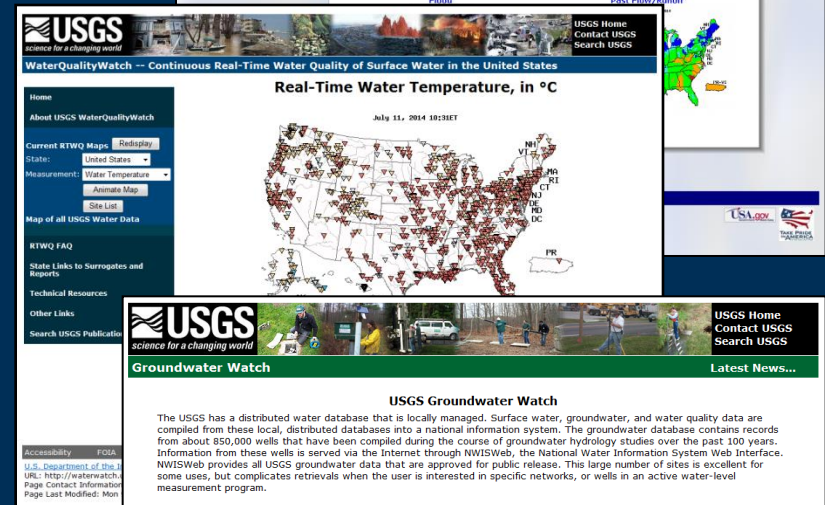 Flood
Past Flow/Runoff
USGS
science for a changing world
USGS Home
Contact USGS
Search USGS
WaterQualityWatch -- Continuous Real-Time Water Quality of Surface Water in the United States
Home
About USGS WaterQualityWatch
Current RTWQ Maps Redisplay
State: United States
Measurement: Water Temperature
Animate Map
Site List
Map of all USGS Water Data
RTWQ FAQ
State Links to Surrogates and
Reports
Technical Resources
Other Links
Search USGS Publication
Real-Time Water Temperature, in °C
July 11, 2014 10:31ET
NH
VT
MA
RI
CT
NJ
DE
MD
DC
PR
USA.gov
TAKE PRIDE
IN AMERICA
Accessibility FOIA
U.S. Department of the I
URL: http://waterwatch.
Page Contact Information
Page Last Modified: Mon
USGS
science for a changing world
USGS Home
Contact USGS
Search USGS
Groundwater Watch
Latest News...
USGS Groundwater Watch
The USGS has a distributed water database that is locally managed. Surface water, groundwater, and water quality data are
compiled from these local, distributed databases into a national information system. The groundwater database contains records
from about 850,000 wells that have been compiled during the course of groundwater hydrology studies over the past 100 years.
Information from these wells is served via the Internet through NWISWeb, the National Water Information System Web Interface.
NWISWeb provides all USGS groundwater data that are approved for public release. This large number of sites is excellent for
some uses, but complicates retrievals when the user is interested in specific networks, or wells in an active water-level
measurement program.